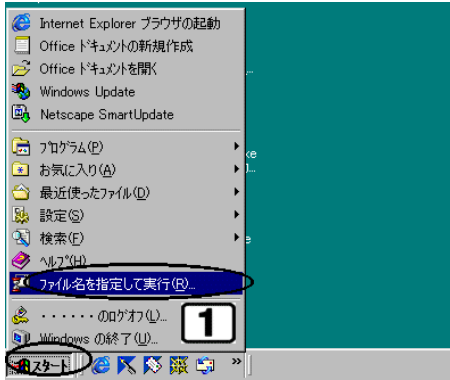 Internet Explorer ブラウザの起動
Office ドキュメントの新規作成
Office ドキュメントを開く
Windows Update
Netscape SmartUpdate
プログラム(P)
お気に入り(A)
最近使ったファイル(D)
設定(S)
検索(F)
ヘルプ(H)
ファイル名を指定して実行(R)...
・・・・・・のログオフ(L)...
Windows の終了(U)...
1
スタート
»